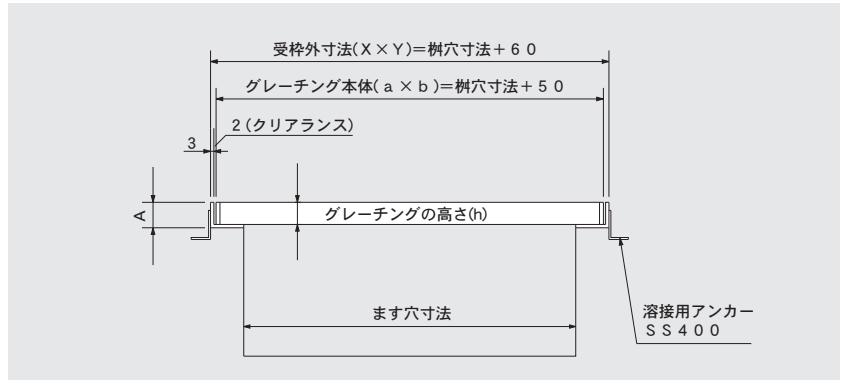 受枠外寸法(X×Y)=桝穴寸法+60
グレーチング本体(a×b)=桝穴寸法+50
2(クリアランス)
3
A
グレーチングの高さ(h)
ます穴寸法
溶接用アンカー
SS400